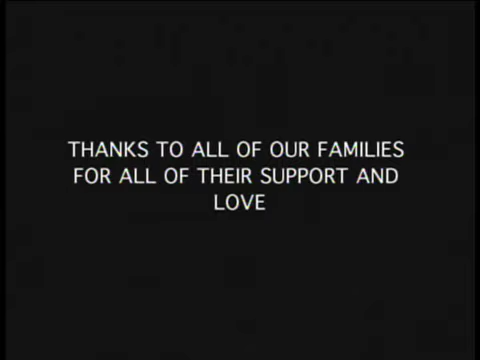 THANKS TO ALL OF OUR FAMILIES
FOR ALL OF THEIR SUPPORT AND
LOVE